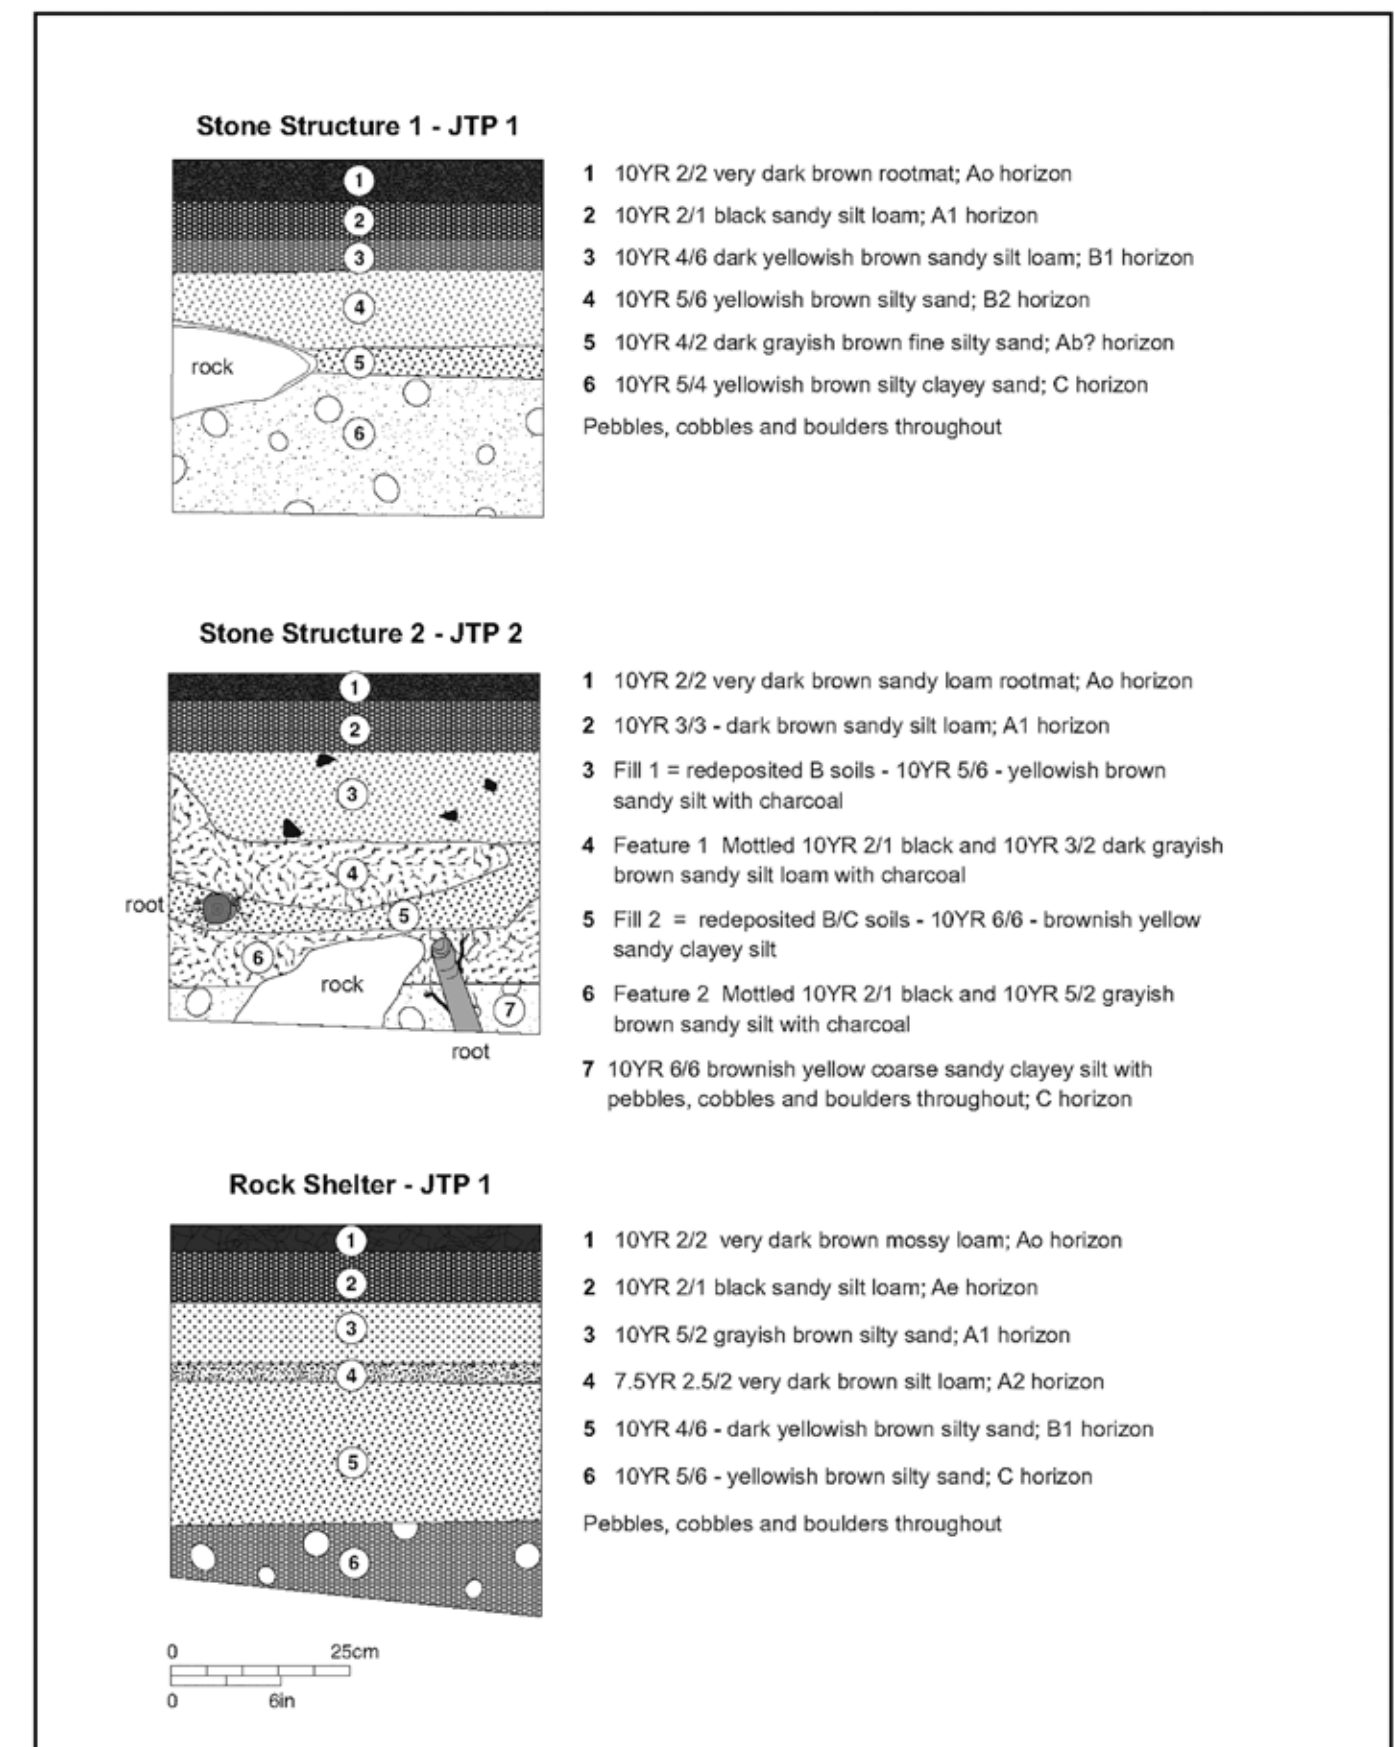 Stone Structure 1 - JTP 1
1
2
3
4
5
6
rock
1 10YR 2/2 very dark brown rootmat; Ao horizon
2 10YR 2/1 black sandy silt loam; A1 horizon
3 10YR 4/6 dark yellowish brown sandy silt loam; B1 horizon
4 10YR 5/6 yellowish brown silty sand; B2 horizon
5 10YR 4/2 dark grayish brown fine silty sand; Ab? horizon
6 10YR 5/4 yellowish brown silty clayey sand; C horizon
Pebbles, cobbles and boulders throughout
Stone Structure 2 - JTP 2
1
2
3
4
root
5
6
rock
7
root
1 10YR 2/2 very dark brown sandy loam rootmat; Ao horizon
2 10YR 3/3 - dark brown sandy silt loam; A1 horizon
3 Fill 1 = redeposited B soils - 10YR 5/6 - yellowish brown
sandy silt with charcoal
4 Feature 1 Mottled 10YR 2/1 black and 10YR 3/2 dark grayish
brown sandy silt loam with charcoal
5 Fill 2 = redeposited B/C soils - 10YR 6/6 - brownish yellow
sandy clayey silt
6 Feature 2 Mottled 10YR 2/1 black and 10YR 5/2 grayish
brown sandy silt with charcoal
7 10YR 6/6 brownish yellow coarse sandy clayey silt with
pebbles, cobbles and boulders throughout; C horizon
Rock Shelter - JTP 1
1
2
3
4
5
6
1 10YR 2/2 very dark brown mossy loam; Ao horizon
2 10YR 2/1 black sandy silt loam; Ae horizon
3 10YR 5/2 grayish brown silty sand; A1 horizon
4 7.5YR 2.5/2 very dark brown silt loam; A2 horizon
5 10YR 4/6 - dark yellowish brown silty sand; B1 horizon
6 10YR 5/6 - yellowish brown silty sand; C horizon
Pebbles, cobbles and boulders throughout
0 25cm
0 6in